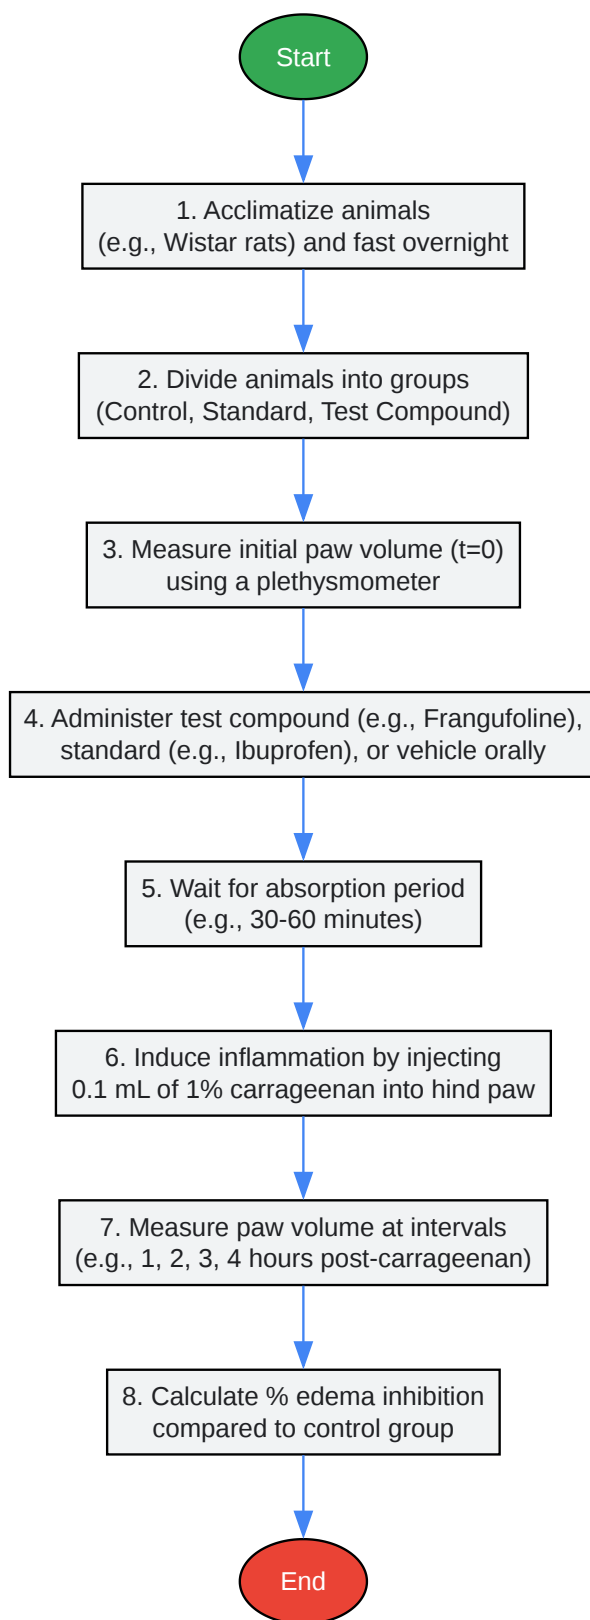 Start
1. Acclimatize animals
(e.g., Wistar rats) and fast overnight
2. Divide animals into groups
(Control, Standard, Test Compound)
3. Measure initial paw volume (t=0)
using a plethysmometer
4. Administer test compound (e.g., Frangufoline),
standard (e.g., Ibuprofen), or vehicle orally
5. Wait for absorption period
(e.g., 30-60 minutes)
6. Induce inflammation by injecting
0.1 mL of 1% carrageenan into hind paw
7. Measure paw volume at intervals
(e.g., 1, 2, 3, 4 hours post-carrageenan)
8. Calculate % edema inhibition
compared to control group
End